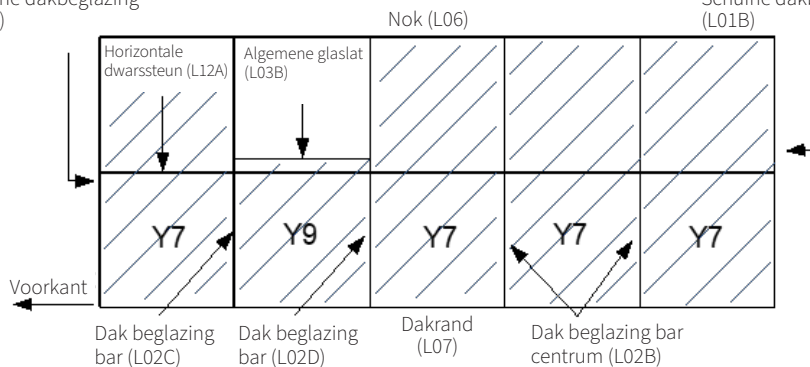 dakbeglazing
Nok (L06)
(L01B)
Horizontale
dwarssteun (L12A)
Algemene glaslat
(L03B)
Y7
Y9
Y7
Y7
Y7
Voorkant
Dak beglazing
bar (L02C)
Dak beglazing
bar (L02D)
Dakrand
(L07)
Dak beglazing bar
centrum (L02B)